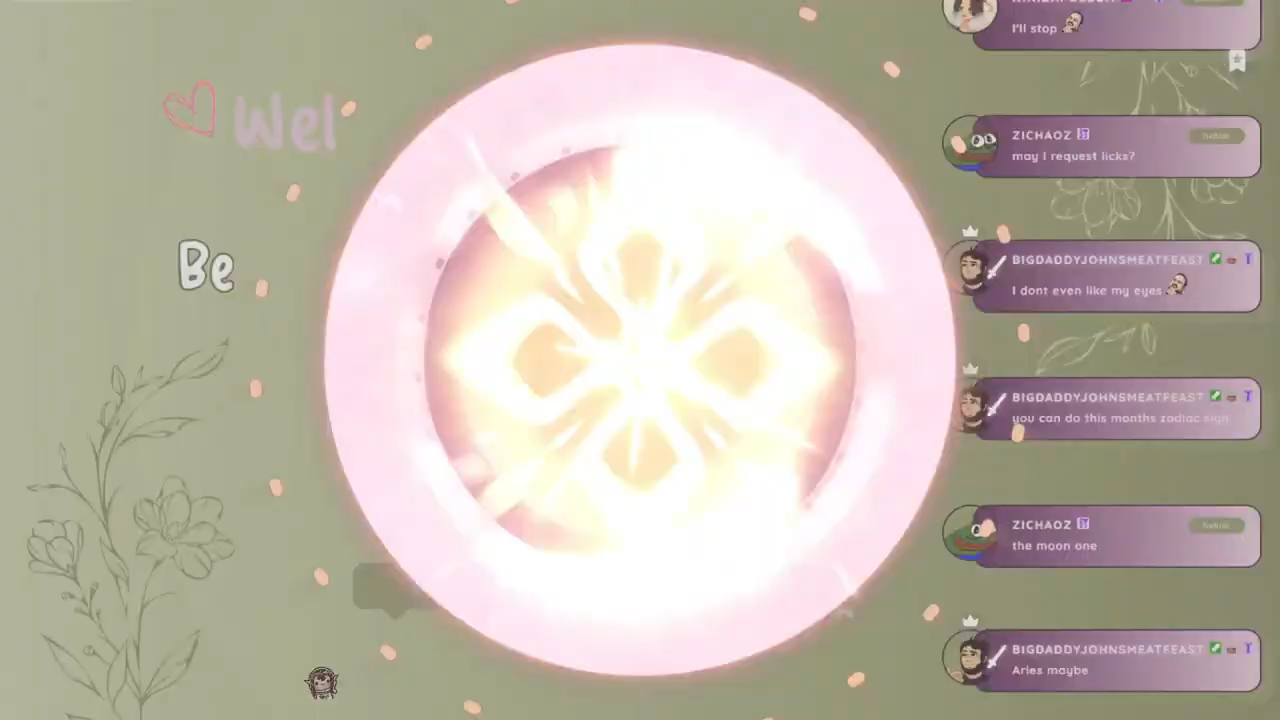 Wel
Be
I'll stop
ZICHAOZ
may I request licks?
BIGDADDYJOHNSMEATFEAST
I dont even like my eyes
BIGDADDYJOHNSMEATFEAST
you can do this months zodiac sign
ZICHAOZ
the moon one
BIGDADDYJOHNSMEATFEAST
Aries maybe